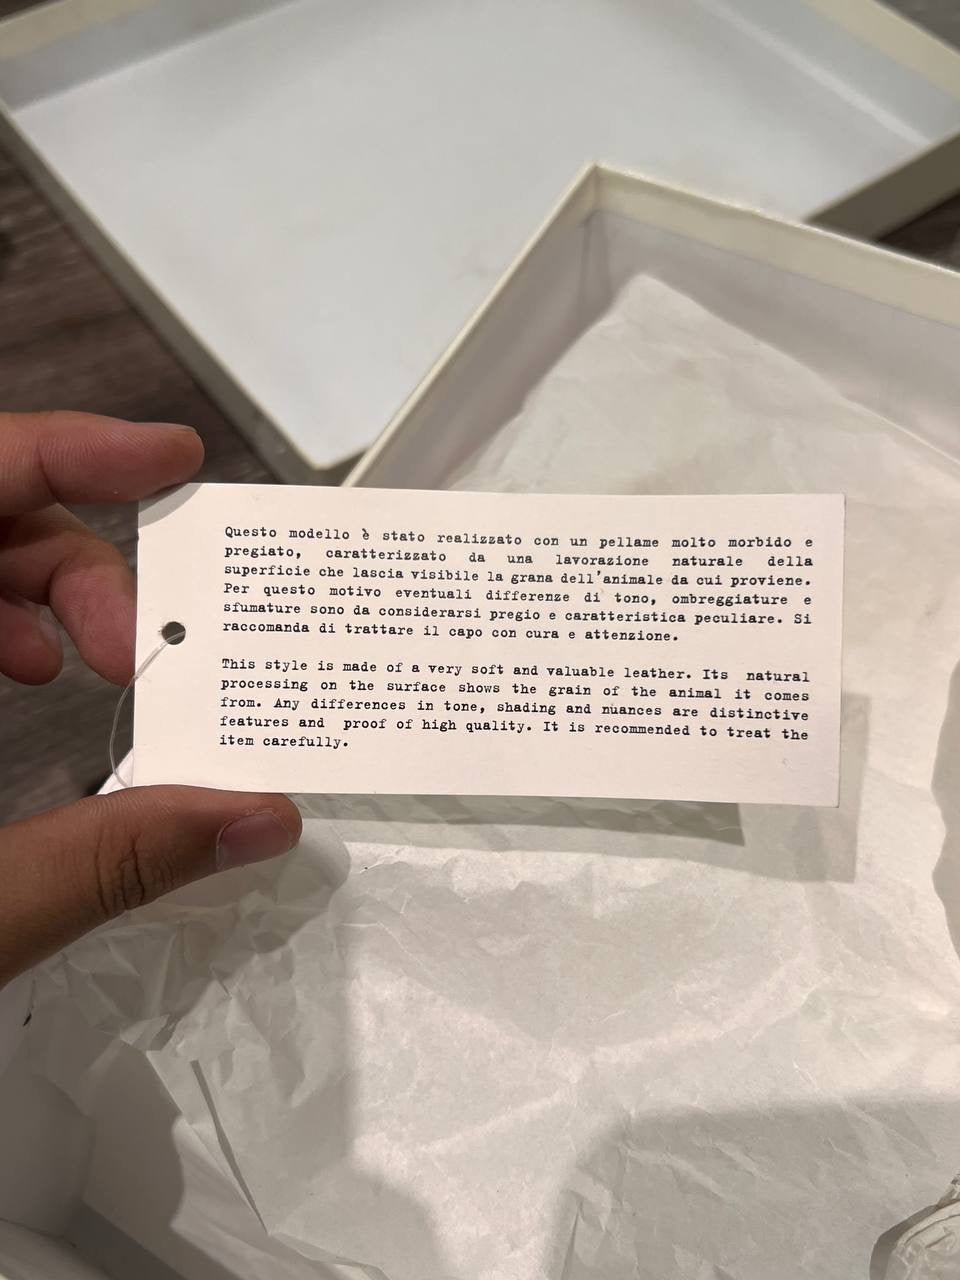 Questo modello è stato realizzato con un pellame molto morbido e
pregiato, caratterizzato da una lavorazione naturale della
superficie che lascia visibile la grana dell'animale da cui proviene.
Per questo motivo eventuali differenze di tono, ombreggiature e
sfumature sono da considerarsi pregio e caratteristica peculiare. Si
raccomanda di trattare il capo con cura e attenzione.
This style is made of a very soft and valuable leather. Its natural
processing on the surface shows the grain of the animal it comes
from. Any differences in tone, shading and nuances are distinctive
features and proof of high quality. It is recommended to treat the
item carefully.